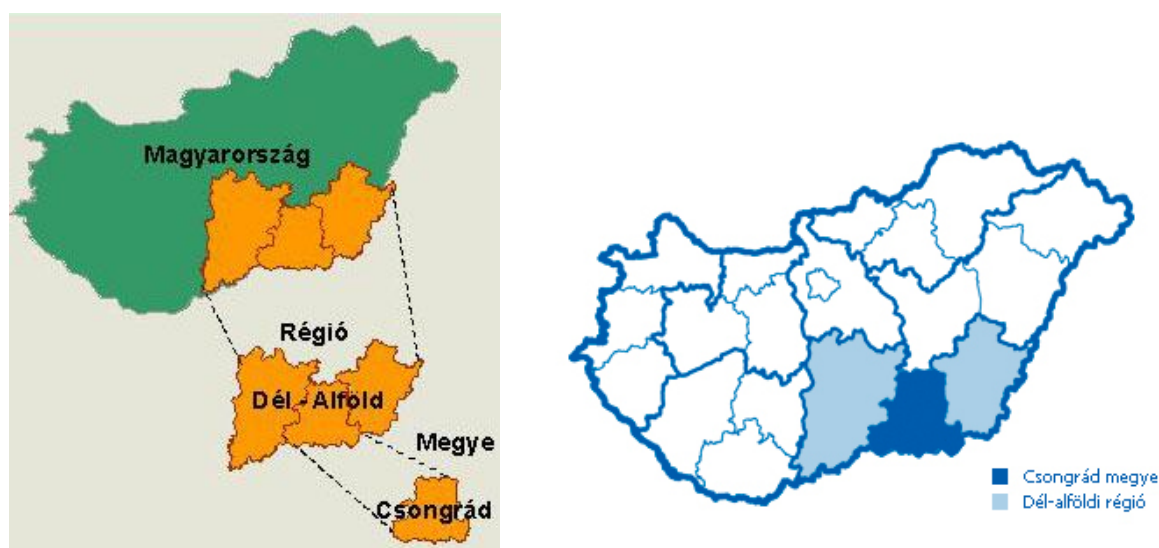 Magyarország
Régió
Dél - Alföld
Megye
Csongrád
Csongrád megye
Dél-alföldi régió